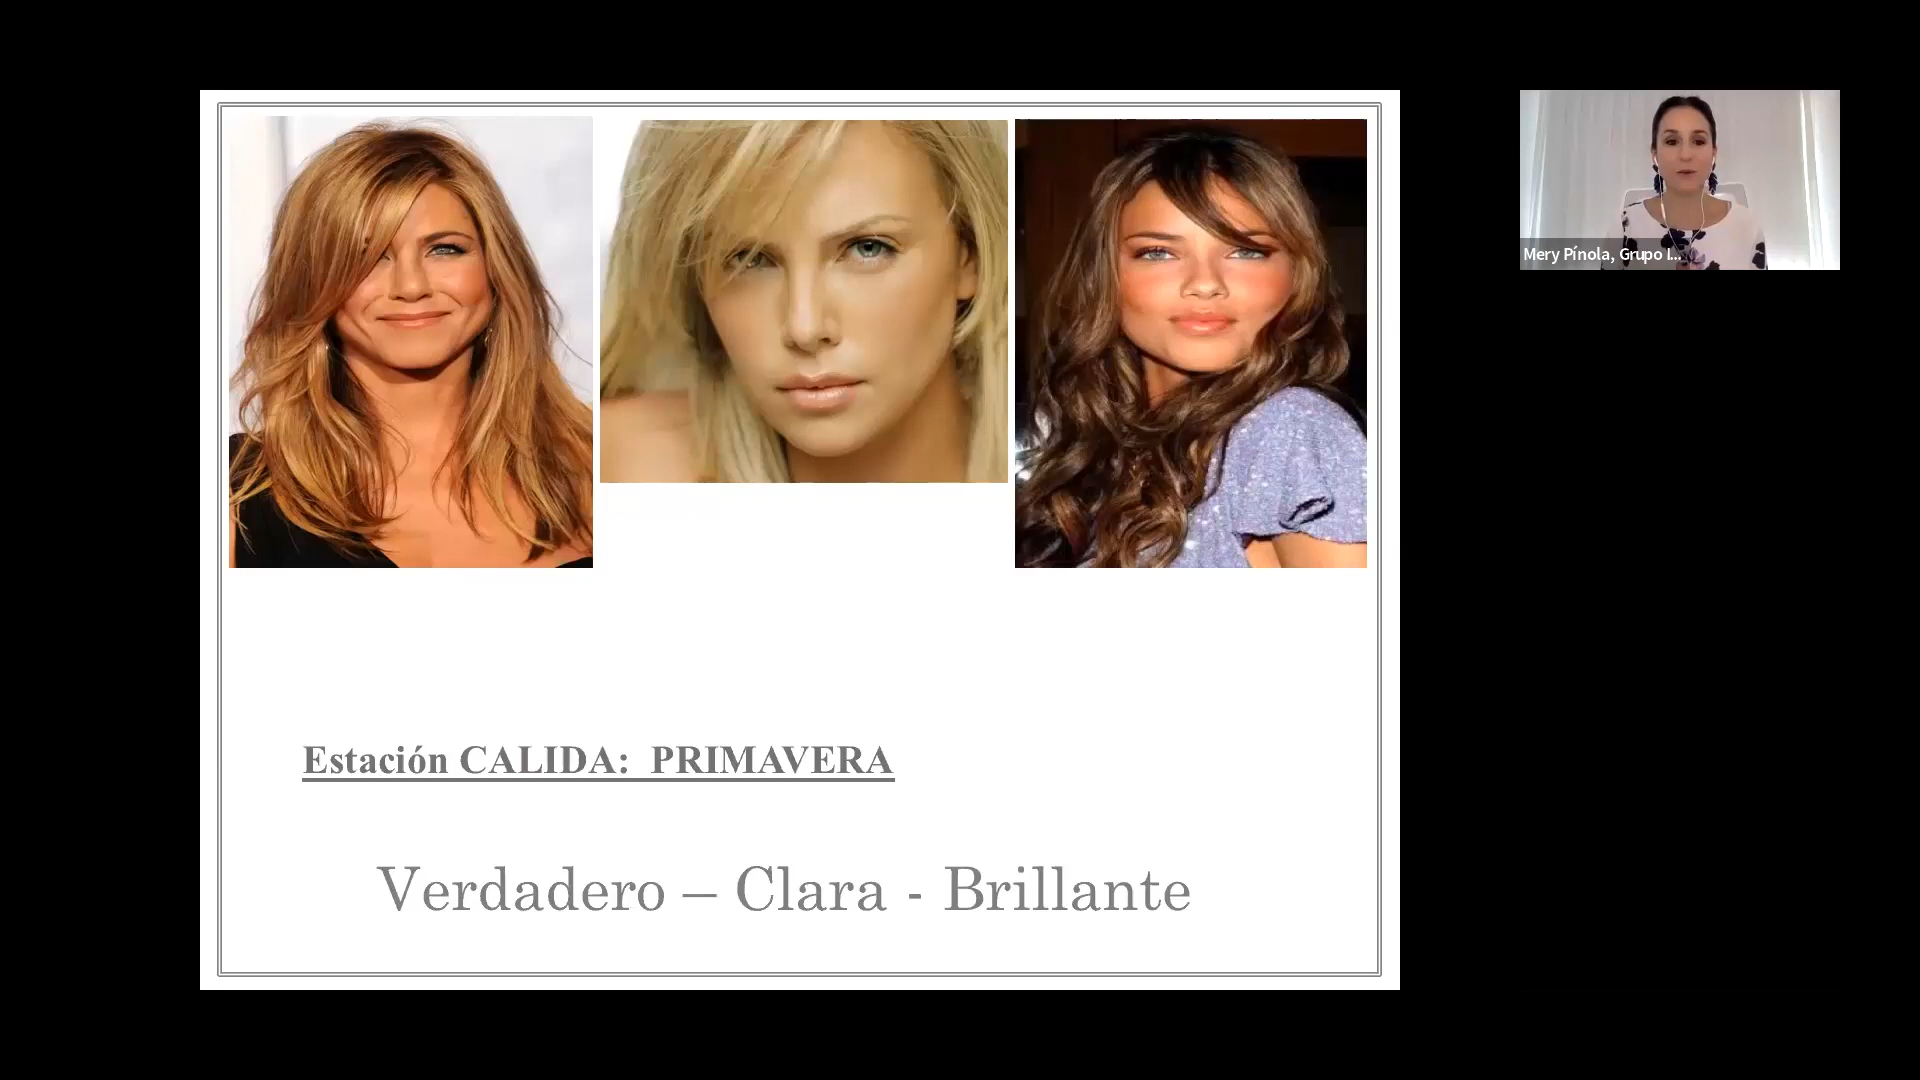 Mery Pínola, Grupo I...
Estación CALIDA: PRIMAVERA
Verdadero – Clara - Brillante